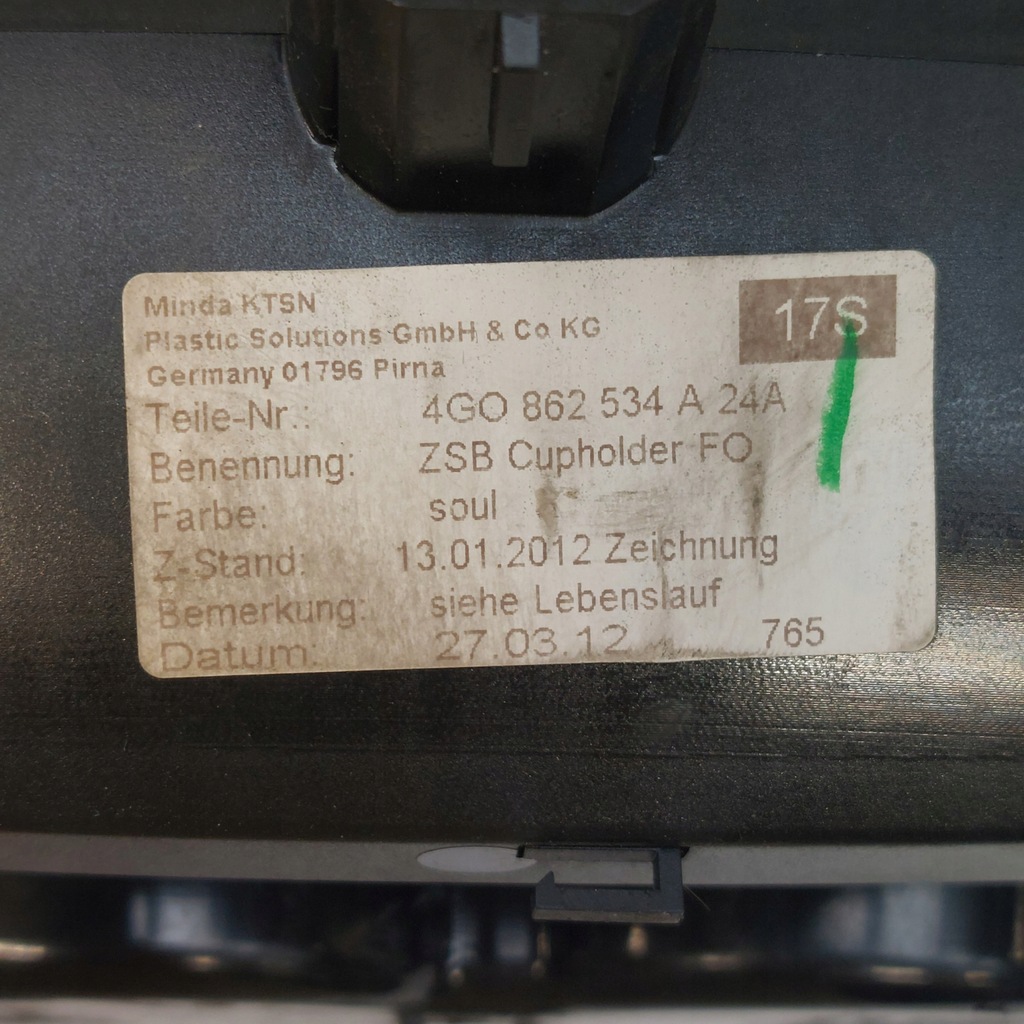 Minda KTSN
Plastic Solutions GmbH & Co KG
Germany 01796 Pirna
17S
Teile-Nr.: 4GO 862 534 A 24A
Benennung: ZSB Cupholder FO
Farbe: soul
Z-Stand: 13.01.2012 Zeichnung
Bemerkung: siehe Lebenslauf
Datum: 27.03.12 765